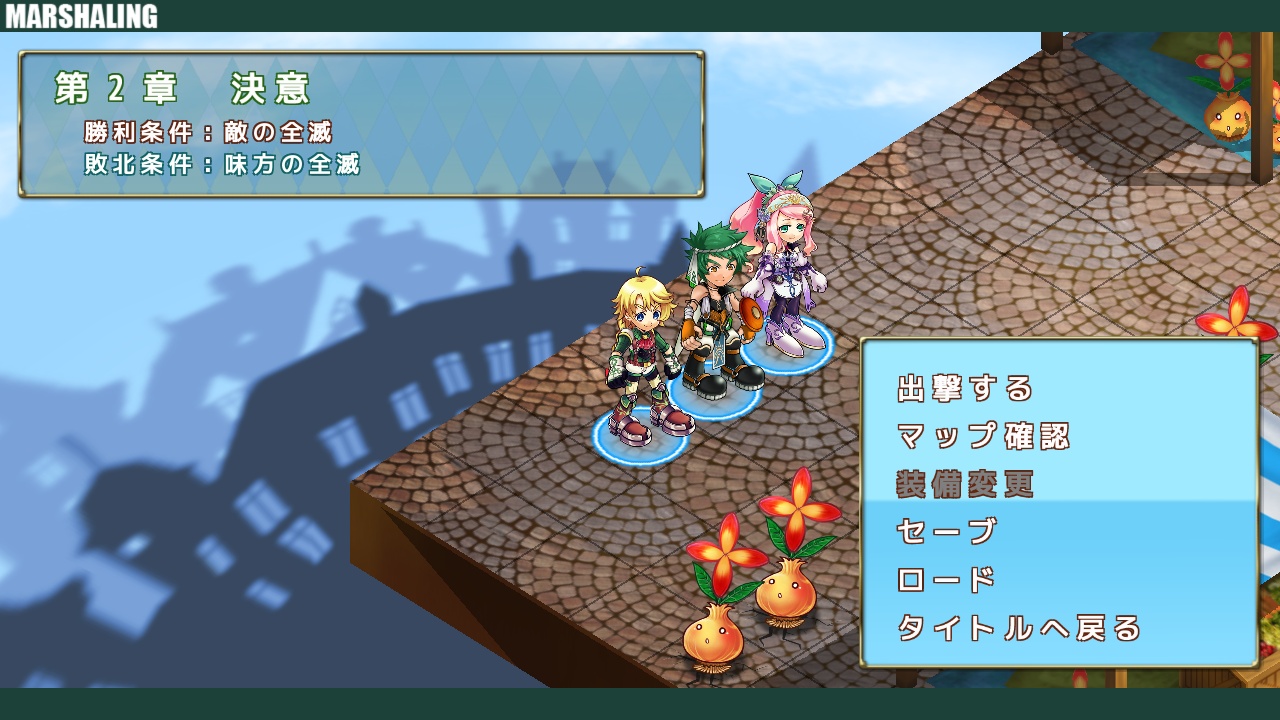 MARSHALING
第2章 決意
勝利条件：敵の全滅
敗北条件：味方の全滅
出撃する
マップ確認
装備変更
セーブ
ロード
タイトルへ戻る